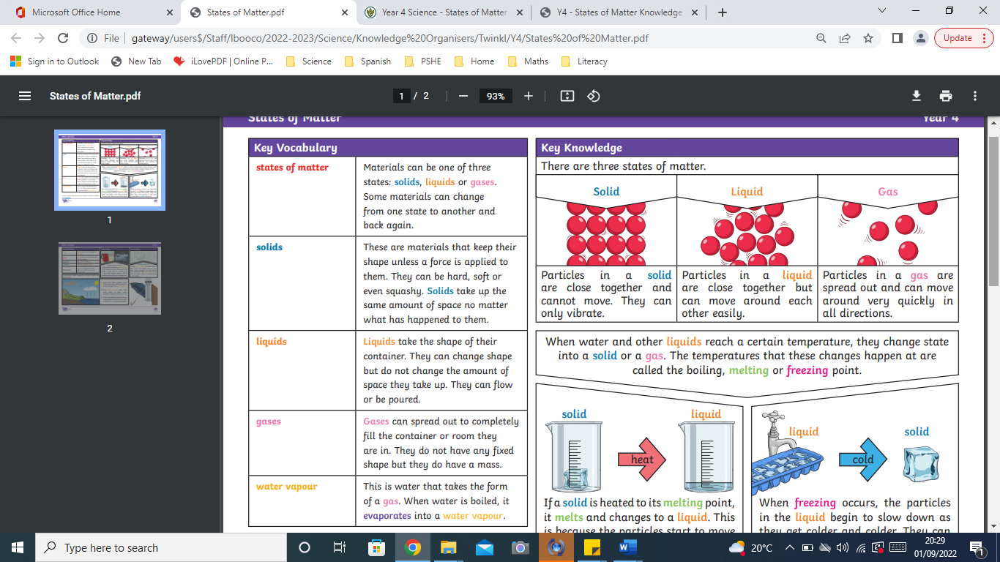 Microsoft Office Home
States of Matter.pdf
Year 4 Science - States of Matter
Y4 - States of Matter Knowledge
File
gateway/users$/Staff/lbooco/2022-2023/Science/Knowledge%20Organisers/Twinkl/Y4/States%20of%20Matter.pdf
Update
Sign in to Outlook
New Tab
iLovePDF | Online P...
Science
Spanish
PSHE
Home
Maths
Literacy
States of Matter.pdf
1 / 2
93%
1
2
States of Matter
Year 4
Key Vocabulary
states of matter
Materials can be one of three
states: solids, liquids or gases.
Some materials can change
from one state to another and
back again.
solids
These are materials that keep their
shape unless a force is applied to
them. They can be hard, soft or
even squashy. Solids take up the
same amount of space no matter
what has happened to them.
liquids
Liquids take the shape of their
container. They can change shape
but do not change the amount of
space they take up. They can flow
or be poured.
gases
Gases can spread out to completely
fill the container or room they
are in. They do not have any fixed
shape but they do have a mass.
water vapour
This is water that takes the form
of a gas. When water is boiled, it
evaporates into a water vapour.
Key Knowledge
There are three states of matter.
Solid
Liquid
Gas
Particles in a solid
are close together and
cannot move. They can
only vibrate.
Particles in a liquid
are close together but
can move around each
other easily.
Particles in a gas are
spread out and can move
around very quickly in
all directions.
When water and other liquids reach a certain temperature, they change state
into a solid or a gas. The temperatures that these changes happen at are
called the boiling, melting or freezing point.
solid
liquid
heat
If a solid is heated to its melting point,
it melts and changes to a liquid. This
is because the particles start to move
liquid
solid
cold
When freezing occurs, the particles
in the liquid begin to slow down as
they get colder and colder. They can
Type here to search
20°C
20:29
01/09/2022
1